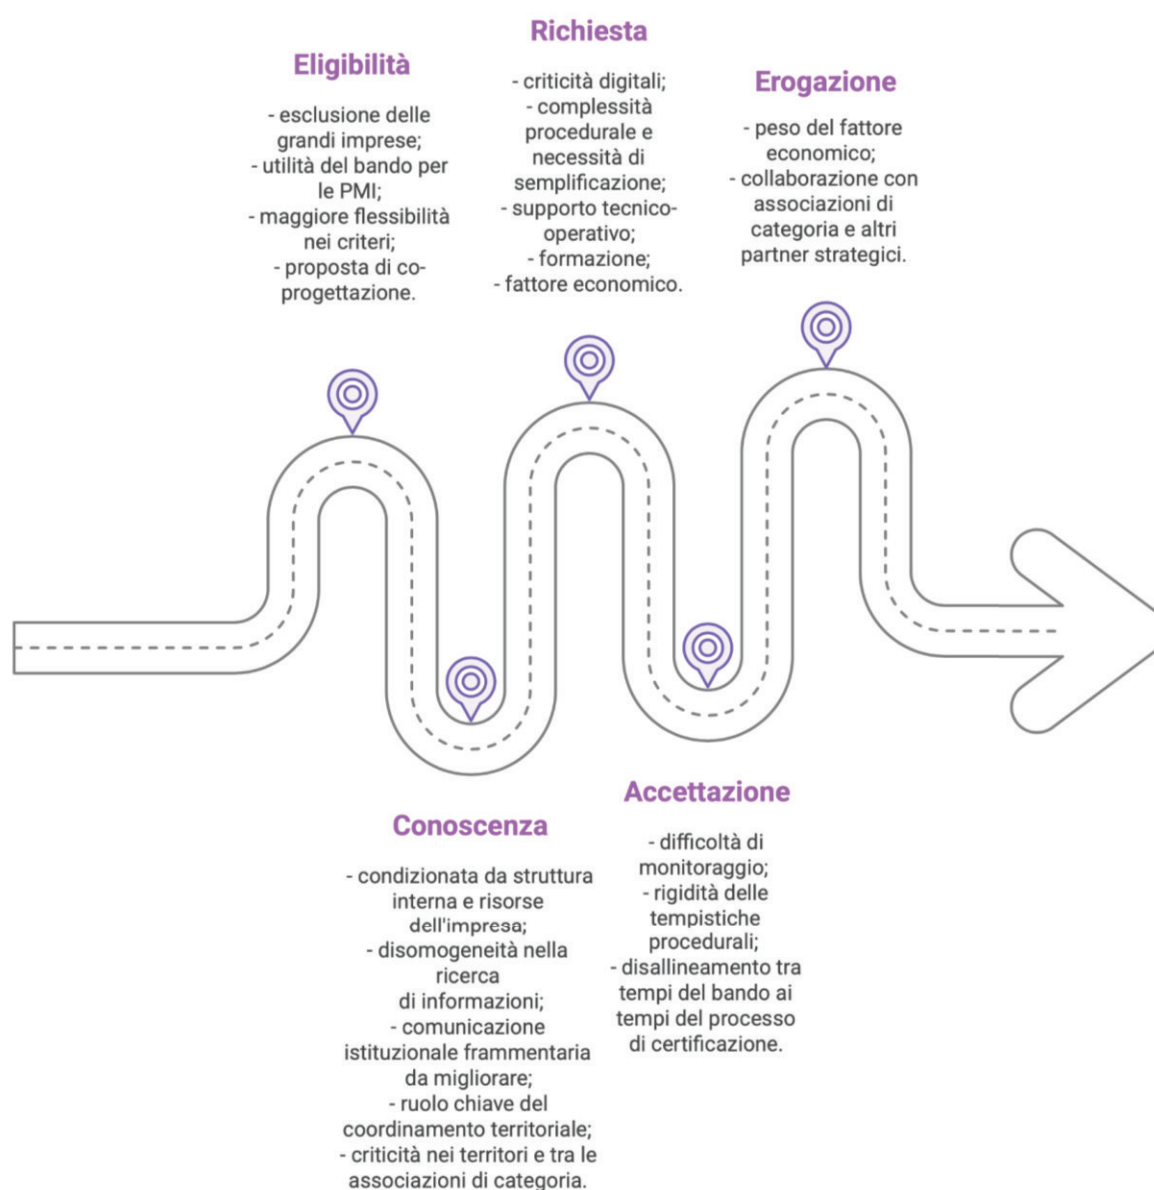 Eligibilità
- esclusione delle
grandi imprese;
- utilità del bando per
le PMI;
- maggiore flessibilità
nei criteri;
- proposta di co-
progettazione.
Conoscenza
- condizionata da struttura
interna e risorse
dell'impresa;
- disomogeneità nella
ricerca
di informazioni;
- comunicazione
istituzionale frammentaria
da migliorare;
- ruolo chiave del
coordinamento territoriale;
- criticità nei territori e tra le
associazioni di categoria.
Richiesta
- criticità digitali;
- complessità
procedurale e
necessità di
semplificazione;
- supporto tecnico-
operativo;
- formazione;
- fattore economico.
Accettazione
- difficoltà di
monitoraggio;
- rigidità delle
tempistiche
procedurali;
- disallineamento tra
tempi del bando ai
tempi del processo
di certificazione.
Erogazione
- peso del fattore
economico;
- collaborazione con
associazioni di
categoria e altri
partner strategici.